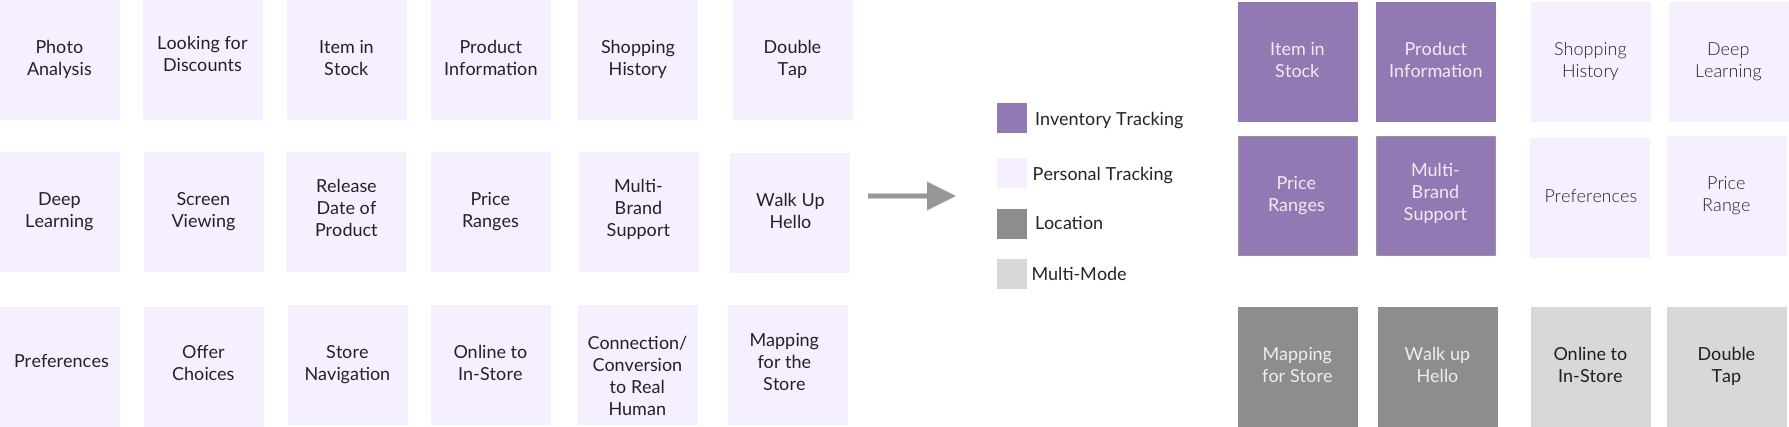 Photo
Analysis
Looking for
Discounts
Item in
Stock
Product
Information
Shopping
History
Double
Tap
Deep
Learning
Screen
Viewing
Release
Date of
Product
Price
Ranges
Multi-
Brand
Support
Walk Up
Hello
Preferences
Offer
Choices
Store
Navigation
Online to
In-Store
Connection/
Conversion
to Real
Human
Mapping
for the
Store
Inventory Tracking
Personal Tracking
Location
Multi-Mode
Item in
Stock
Product
Information
Shopping
History
Deep
Learning
Price
Ranges
Multi-
Brand
Support
Preferences
Price
Range
Mapping
for Store
Walk up
Hello
Online to
In-Store
Double
Tap